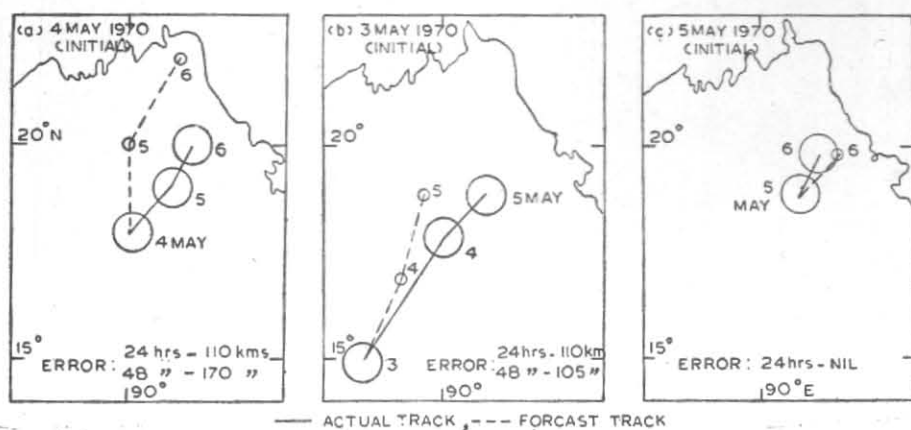 (a) 4 MAY 1970
(INITIAL)
6
20°N
5
6
5
4 MAY
15°
ERROR: 24 hrs - 110 kms
48 " - 170 "
90°
(b) 3 MAY 1970
(INITIAL)
20°
5
5 MAY
4
4
15°
3
ERROR: 24hrs - 110km
48 " - 105 "
90°
(c) 5 MAY 1970
(INITIAL)
20°
6
6
5
MAY
15°
ERROR: 24hrs - NIL
90°E
ACTUAL TRACK, FORCAST TRACK